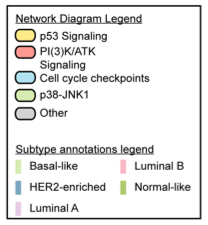 Network Diagram Legend
p53 Signaling
PI(3)K/ATK
Signaling
Cell cycle checkpoints
p38-JNK1
Other
Subtype annotations legend
Basal-like
Luminal B
HER2-enriched
Normal-like
Luminal A